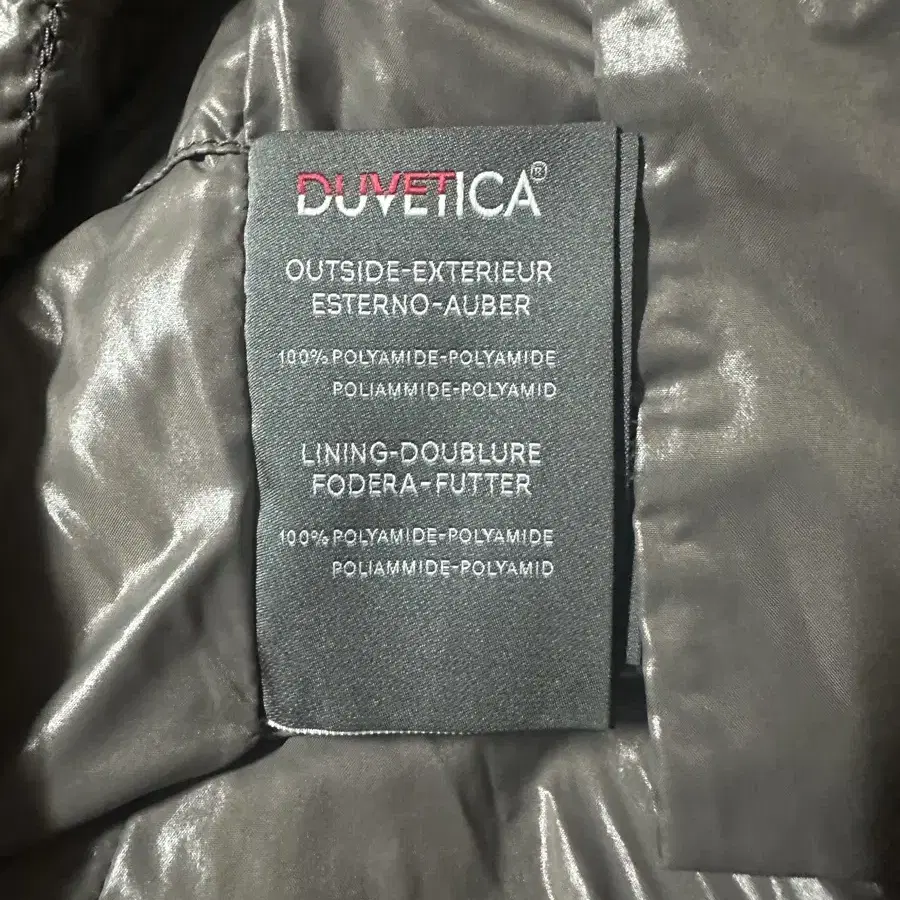 DUVETICA®
OUTSIDE-EXTERIEUR
ESTERNO-AUBER
100% POLYAMIDE-POLYAMIDE
POLIAMMIDE-POLYAMID
LINING-DOUBLURE
FODERA-FUTTER
100% POLYAMIDE-POLYAMIDE
POLIAMMIDE-POLYAMID